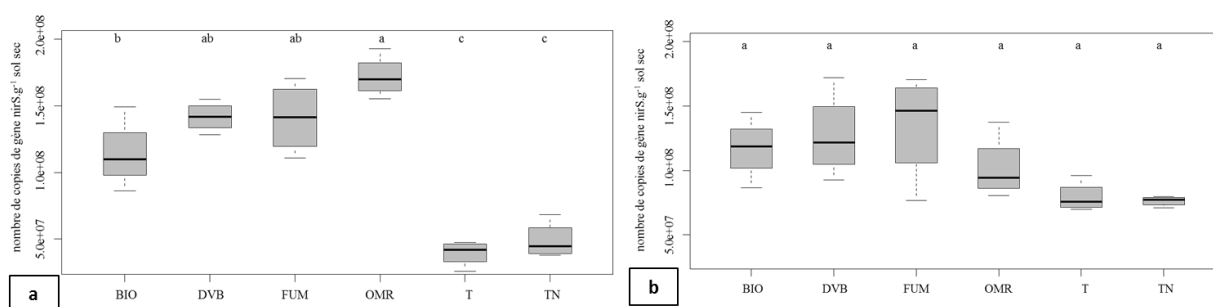 nombre de copies de gène nirS.g⁻¹ sol sec
2.0e+08
1.5e+08
1.0e+08
5.0e+07
b ab ab a c c
BIO DVB FUM OMR T TN
a
nombre de copies de gène nirS.g⁻¹ sol sec
2.0e+08
1.5e+08
1.0e+08
5.0e+07
a a a a a a
BIO DVB FUM OMR T TN
b